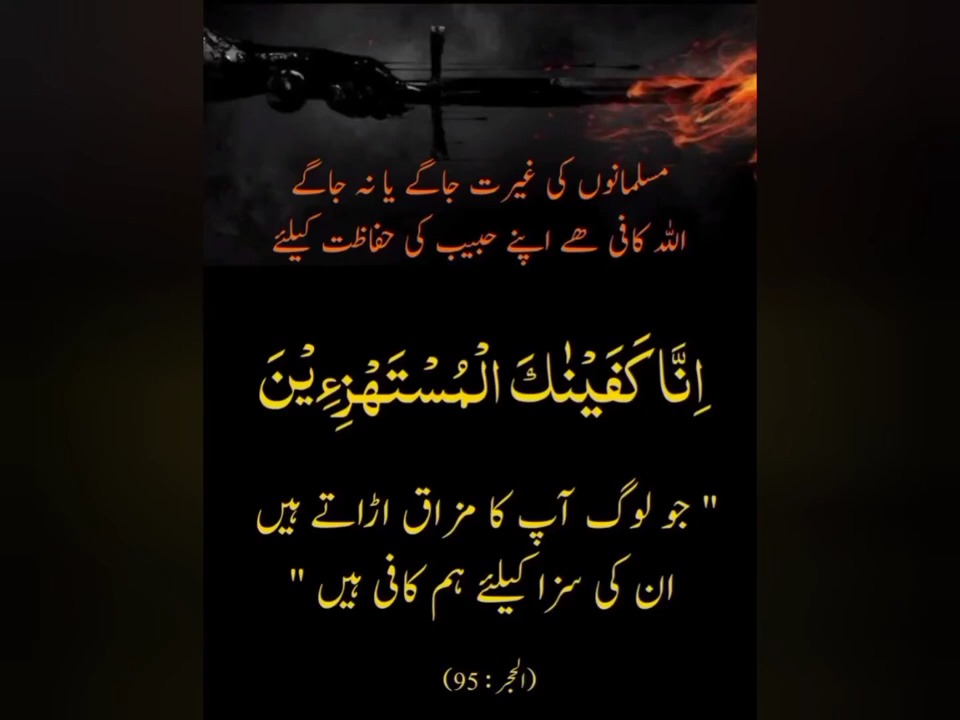 مسلمانوں کی غیرت جاگے یا نہ جاگے
اللہ کافی ھے اپنے حبیب کی حفاظت کیلئے
اِنَّا كَفَيْنٰكَ الْمُسْتَهْزِءِيْنَ
" جو لوگ آپ کا مزاق اڑاتے ہیں
ان کی سزا کیلئے ہم کافی ہیں "
(الحجر : 95)